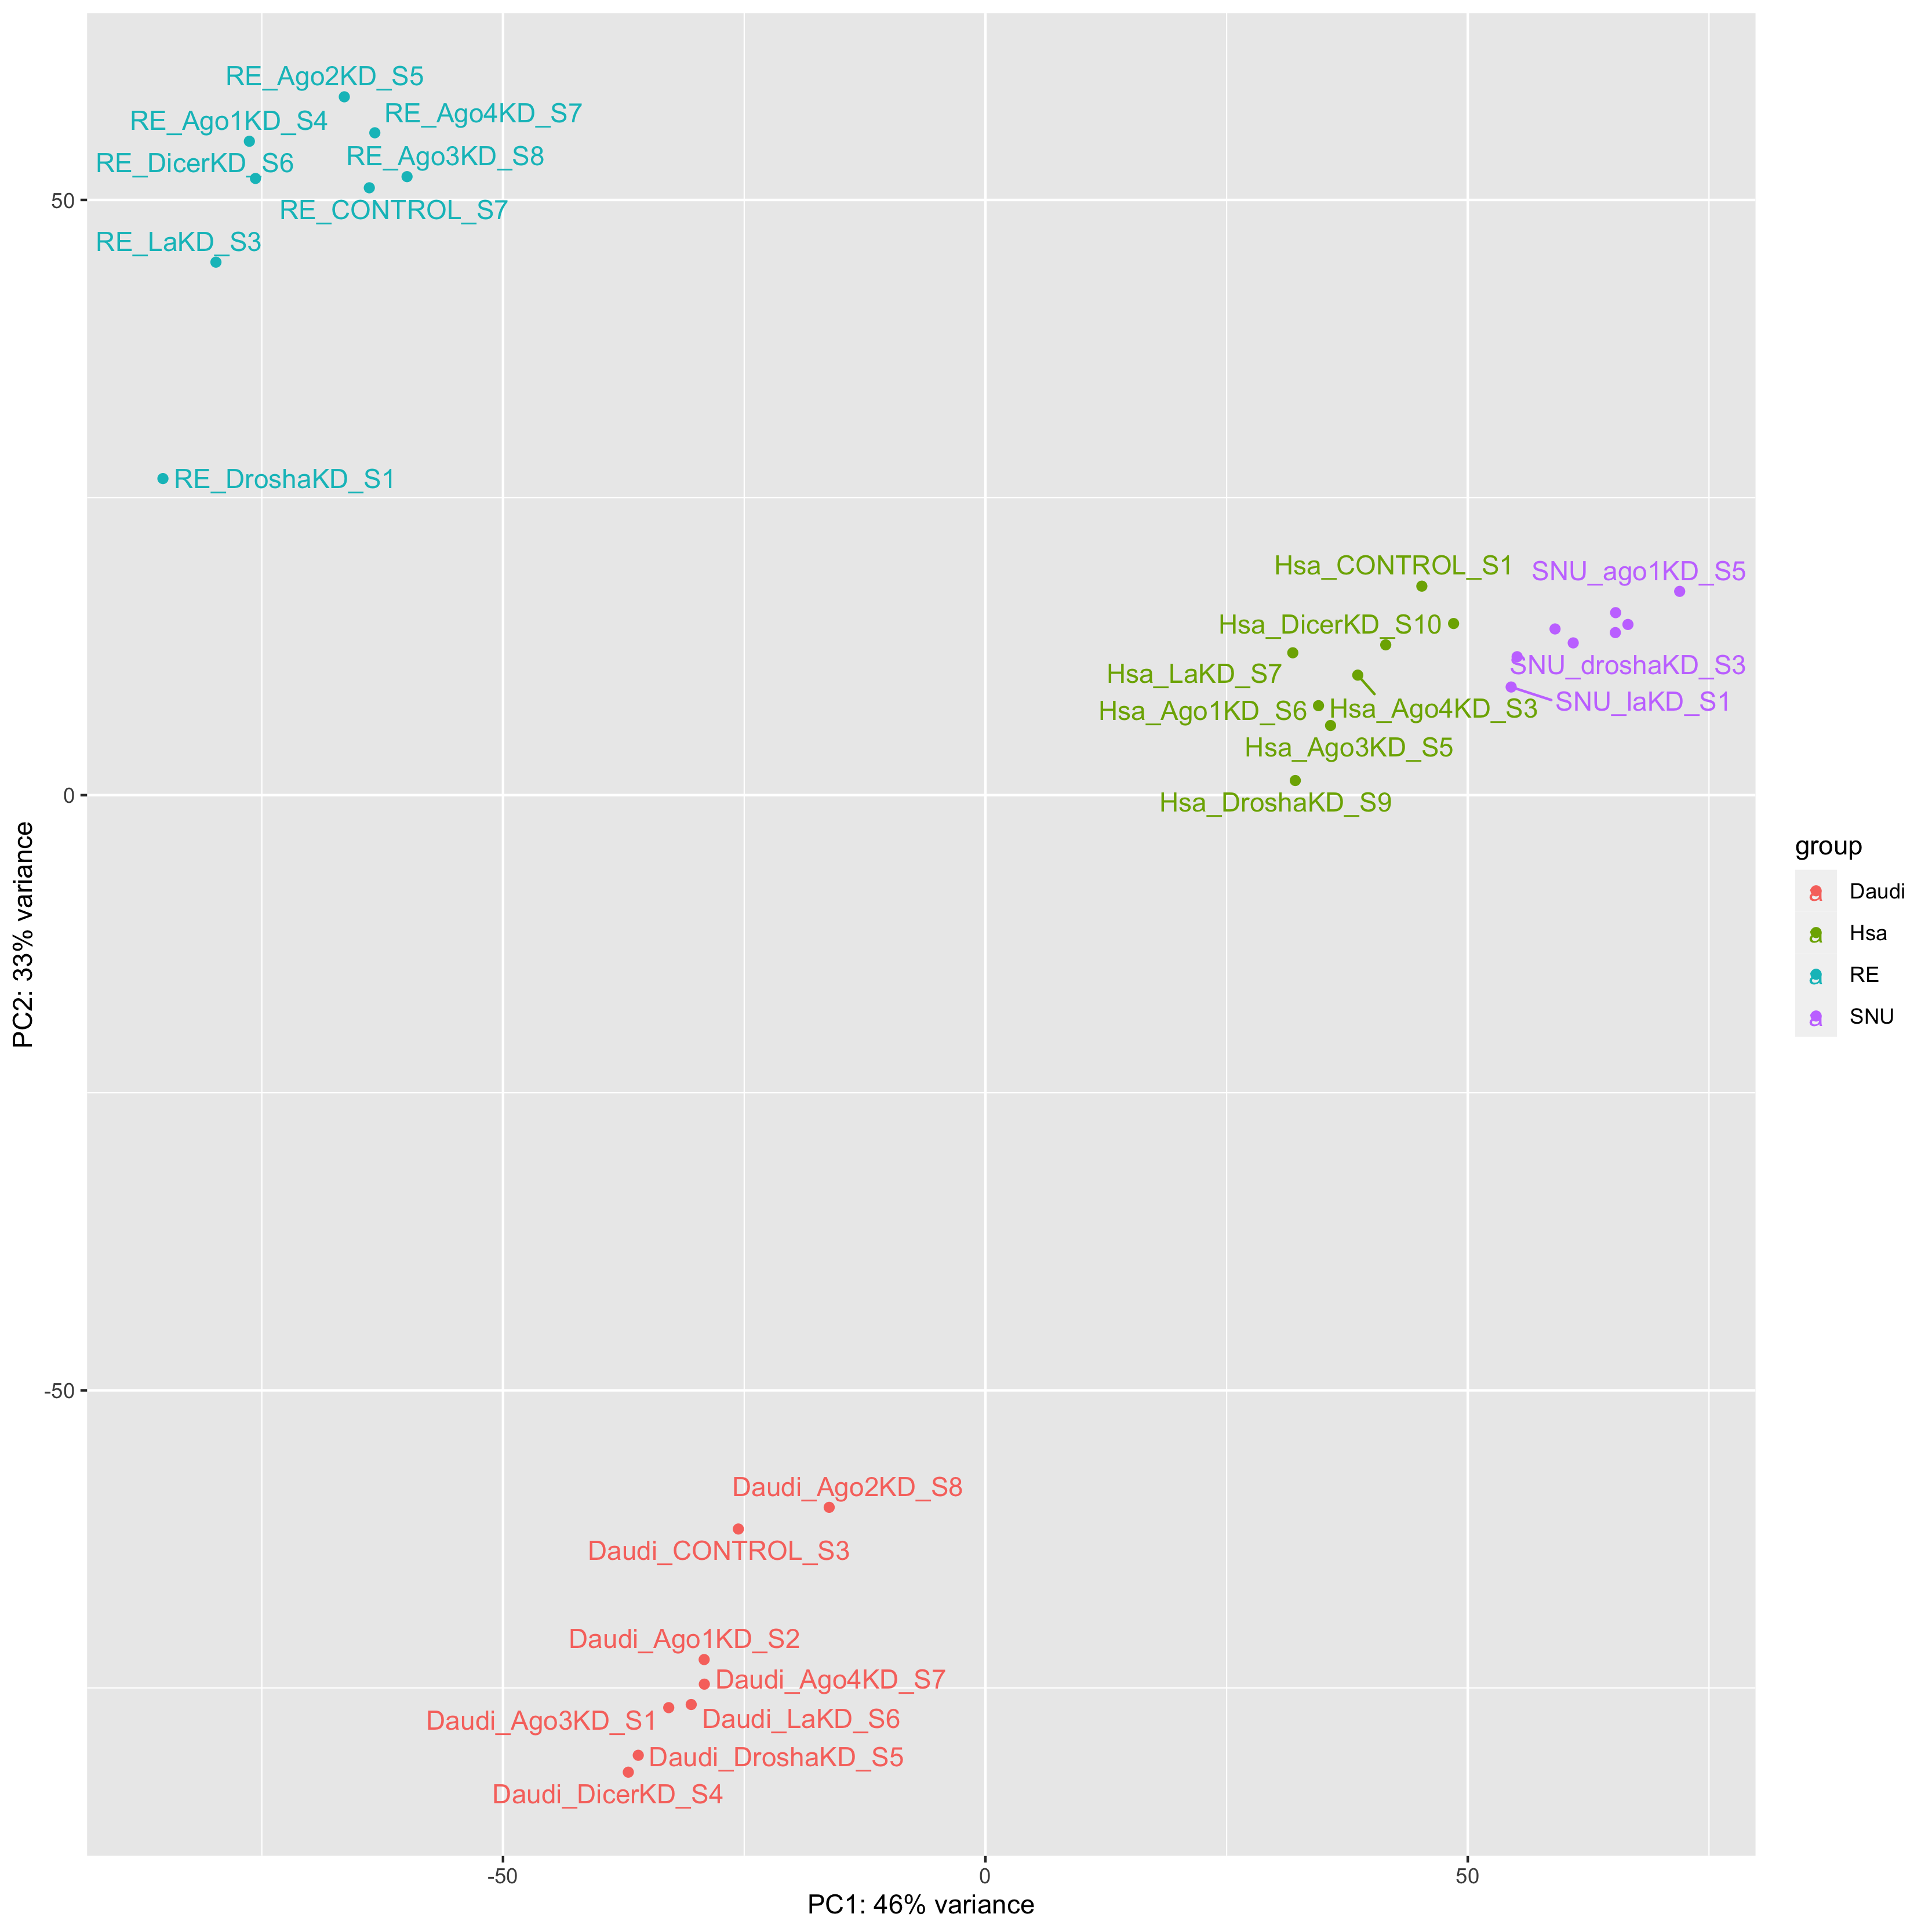 RE_Ago2KD_S5
RE_Ago4KD_S7
RE_Ago1KD_S4
RE_Ago3KD_S8
RE_DicerKD_S6
RE_CONTROL_S7
RE_LaKD_S3
RE_DroshaKD_S1
Hsa_CONTROL_S1
SNU_ago1KD_S5
Hsa_DicerKD_S10
SNU_droshaKD_S3
Hsa_LaKD_S7
SNU_laKD_S1
Hsa_Ago1KD_S6
Hsa_Ago4KD_S3
Hsa_Ago3KD_S5
Hsa_DroshaKD_S9
Daudi_Ago2KD_S8
Daudi_CONTROL_S3
Daudi_Ago1KD_S2
Daudi_Ago4KD_S7
Daudi_Ago3KD_S1
Daudi_LaKD_S6
Daudi_DroshaKD_S5
Daudi_DicerKD_S4
50
0
-50
PC2: 33% variance
-50
0
50
PC1: 46% variance
group
a Daudi
a Hsa
a RE
a SNU